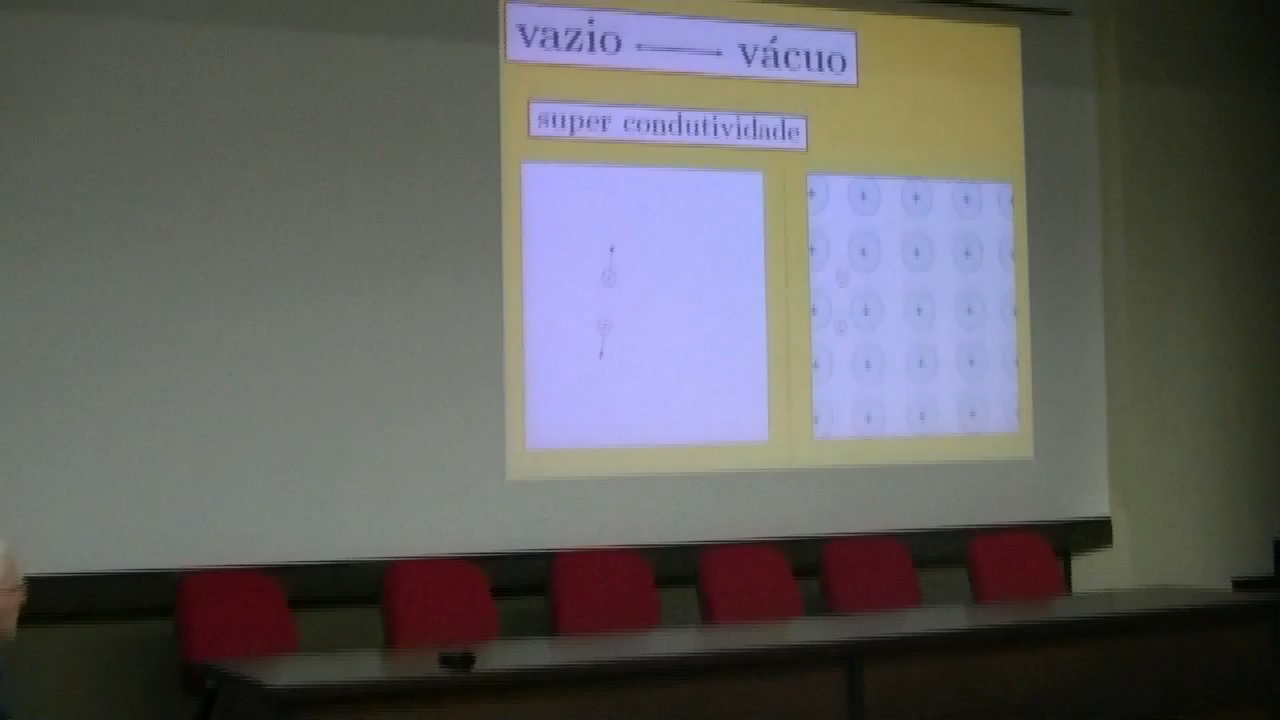 vazio ⟷ vácuo
super condutividade